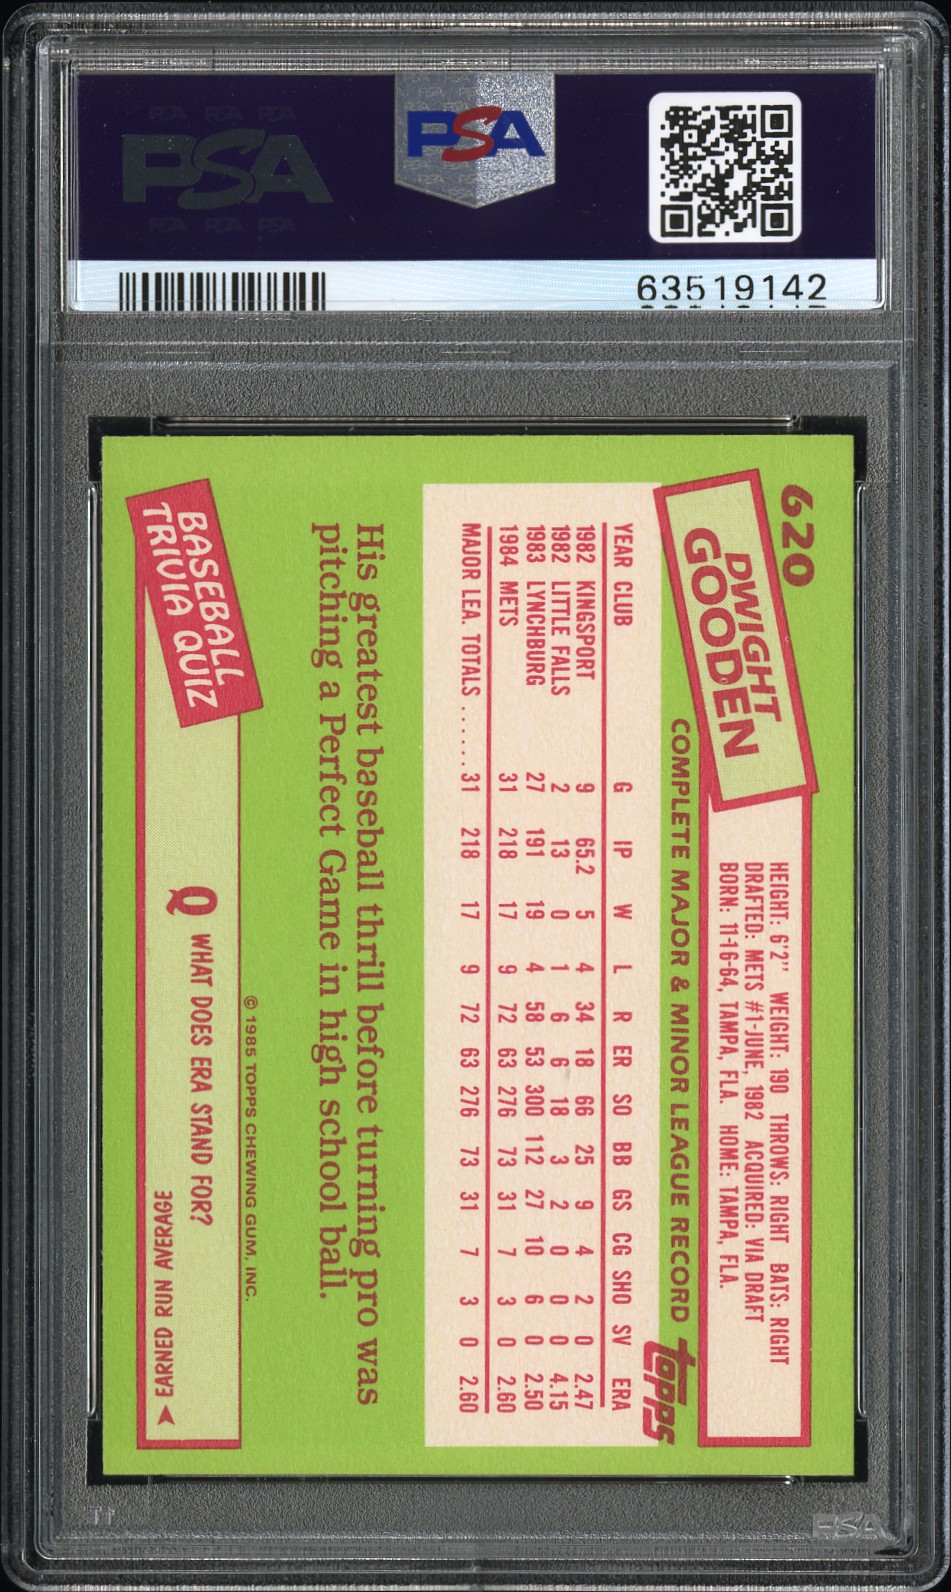 PSA
PSA
63519142
620
DWIGHT
GOODEN
HEIGHT: 6'2" WEIGHT: 190 THROWS: RIGHT BATS: RIGHT
DRAFTED: METS #1-JUNE, 1982 ACQUIRED: VIA DRAFT
BORN: 11-16-64, TAMPA, FLA. HOME: TAMPA, FLA.
COMPLETE MAJOR & MINOR LEAGUE RECORD
topps
YEAR CLUB G IP W L R ER SO BB GS CG SHO SV ERA
1982 KINGSPORT 9 65.2 5 4 34 18 66 25 9 4 2 0 2.47
1982 LITTLE FALLS 2 13 0 1 6 6 18 3 2 0 0 0 4.15
1983 LYNCHBURG 27 191 19 4 58 53 300 112 27 10 6 0 2.50
1984 METS 31 218 17 9 72 63 276 73 31 7 3 0 2.60
MAJOR LEA. TOTALS ...... 31 218 17 9 72 63 276 73 31 7 3 0 2.60
His greatest baseball thrill before turning pro was
pitching a Perfect Game in high school ball.
© 1985 TOPPS CHEWING GUM, INC.
BASEBALL
TRIVIA QUIZ
Q WHAT DOES ERA STAND FOR?
EARNED RUN AVERAGE
PSA